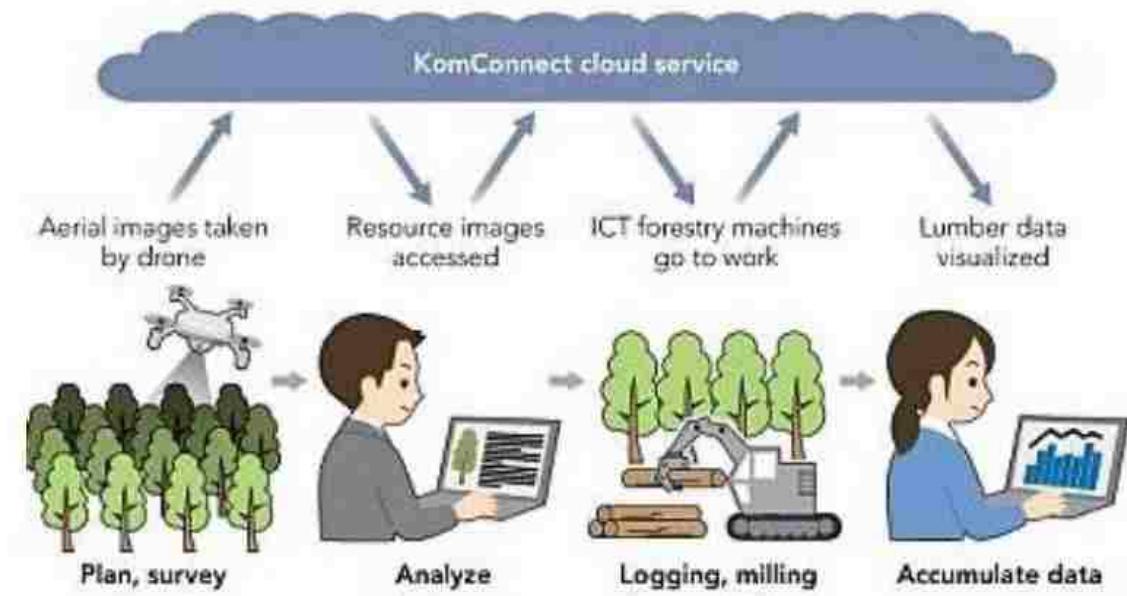 KomConnect cloud service
Aerial images taken
by drone
Resource images
accessed
ICT forestry machines
go to work
Lumber data
visualized
Plan, survey
Analyze
Logging, milling
Accumulate data